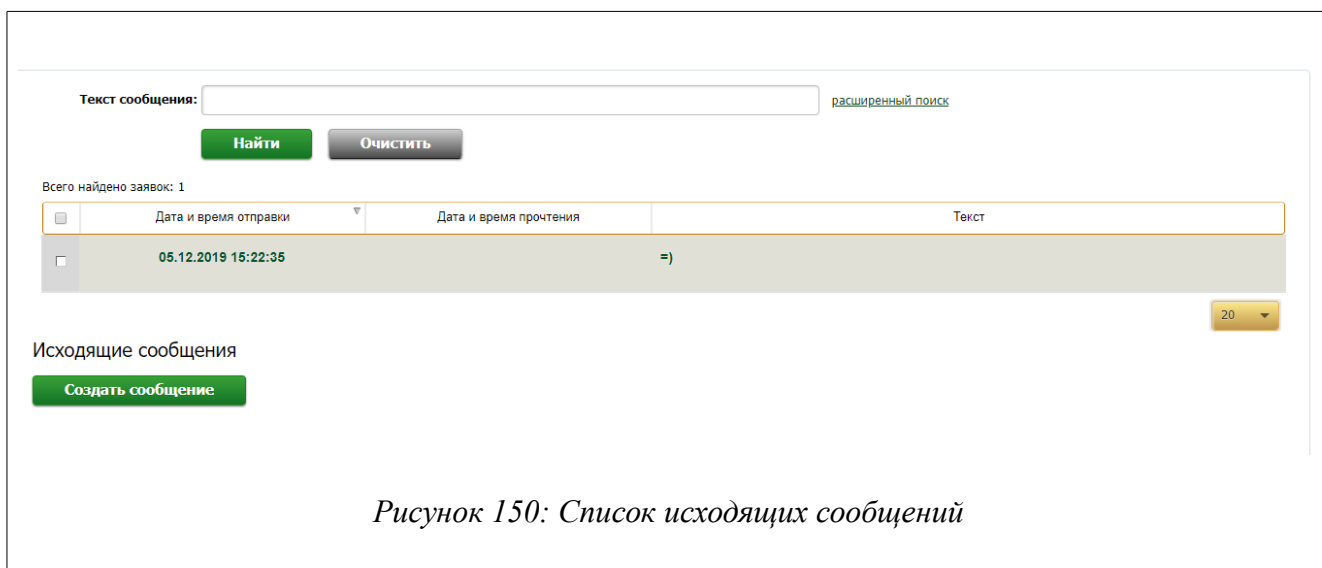 Текст сообщения: расширенный поиск
Найти Очистить
Всего найдено заявок: 1
Дата и время отправки Дата и время прочтения Текст
05.12.2019 15:22:35 =)
20
Исходящие сообщения
Создать сообщение
Рисунок 150: Список исходящих сообщений